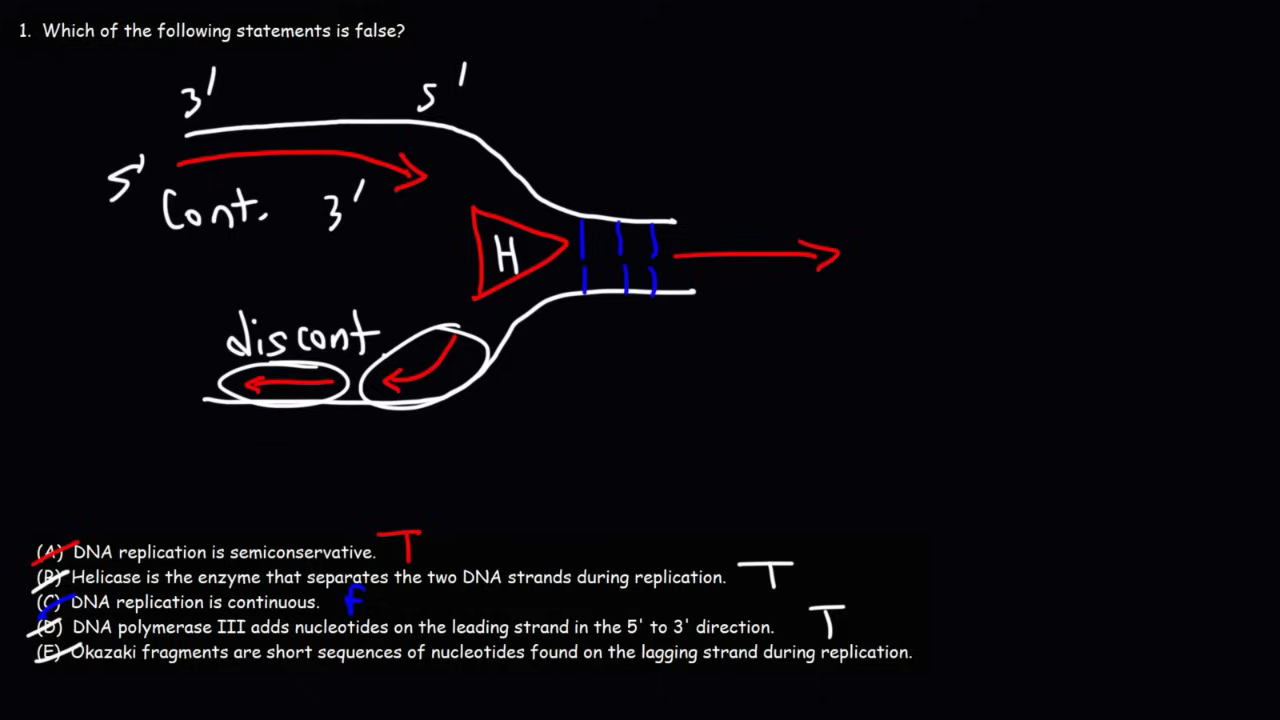 1. Which of the following statements is false?
3' 5'
5' 3'
Cont.
H
discont
(A) DNA replication is semiconservative. T
(B) Helicase is the enzyme that separates the two DNA strands during replication. T
(C) DNA replication is continuous. F
(D) DNA polymerase III adds nucleotides on the leading strand in the 5' to 3' direction. T
(E) Okazaki fragments are short sequences of nucleotides found on the lagging strand during replication.